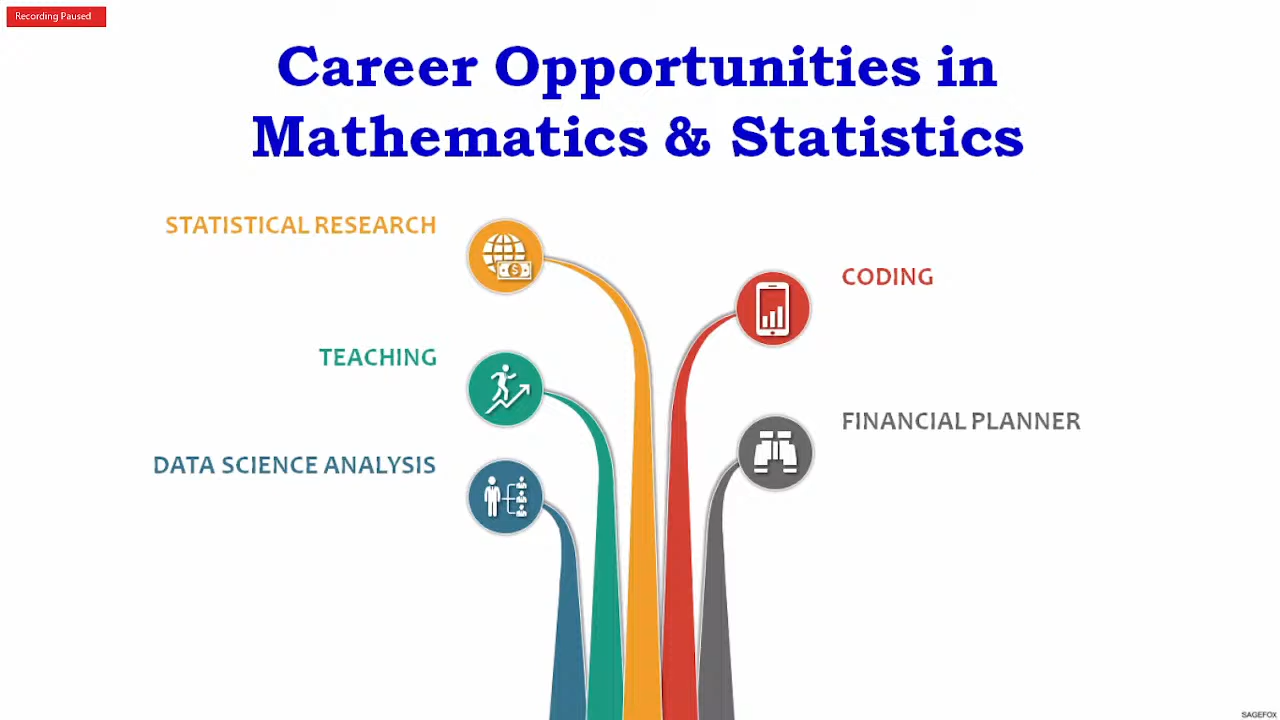 Recording Paused
Career Opportunities in
Mathematics & Statistics
STATISTICAL RESEARCH
CODING
TEACHING
FINANCIAL PLANNER
DATA SCIENCE ANALYSIS
$
SAGEFOX